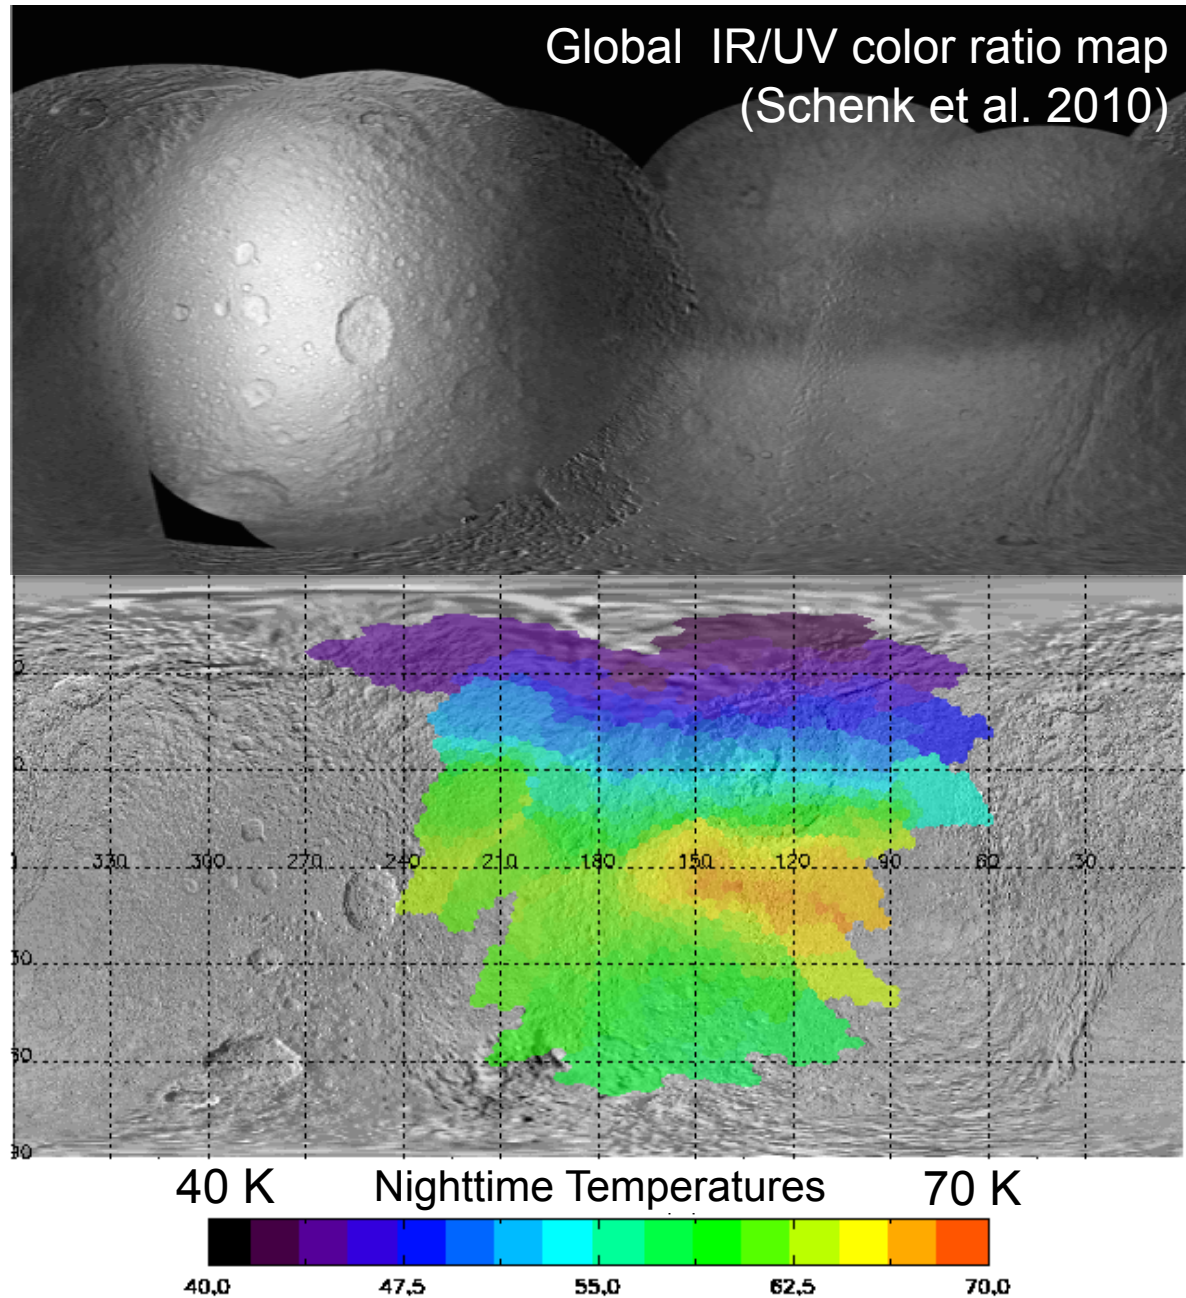 Global IR/UV color ratio map
(Schenk et al. 2010)
330 300 270 240 210 180 150 120 90 60 30
40 K Nighttime Temperatures 70 K
40.0 47.5 55.0 62.5 70.0